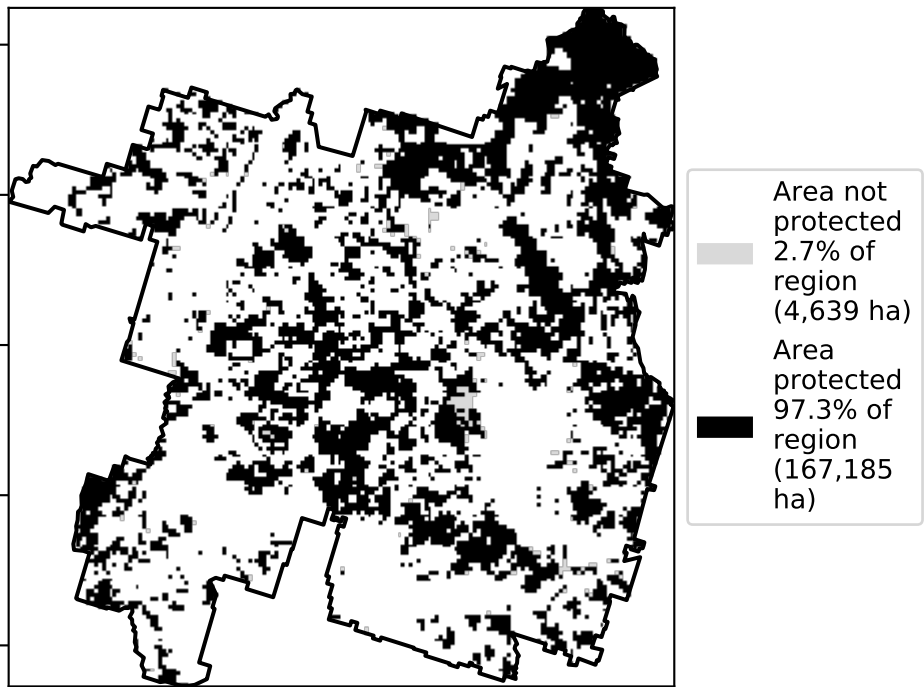 Area not
protected
2.7% of
region
(4,639 ha)
Area
protected
97.3% of
region
(167,185
ha)